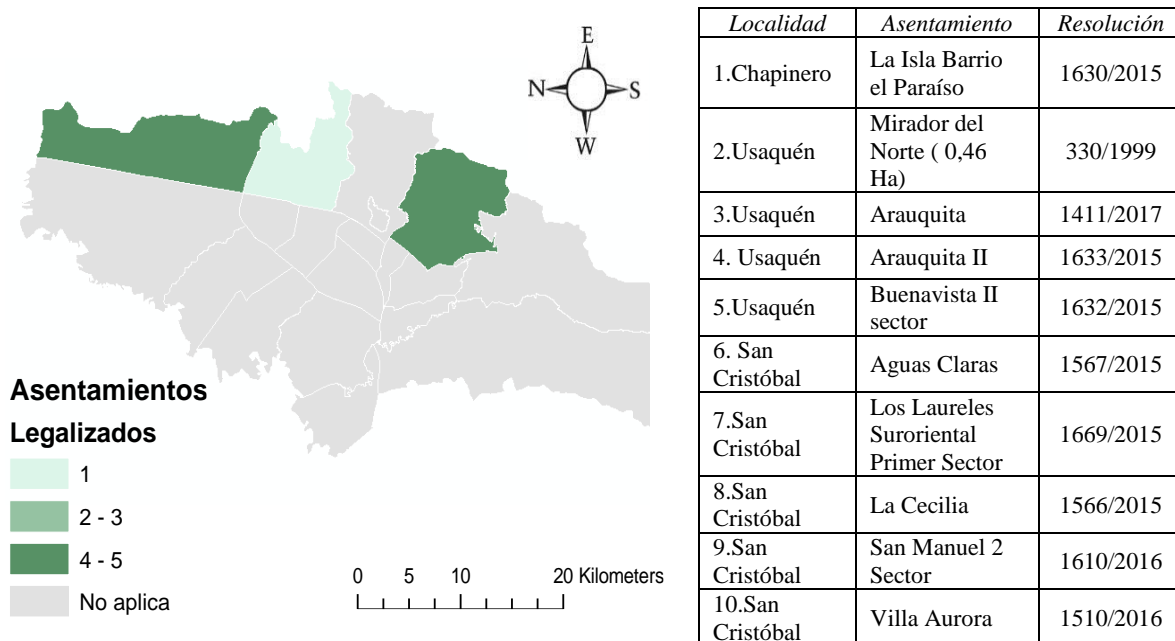 E
N
S
W
Asentamientos
Legalizados
1
2 - 3
4 - 5
No aplica
0 5 10 20 Kilometers
Localidad Asentamiento Resolución
1.Chapinero La Isla Barrio el Paraíso 1630/2015
2.Usaquén Mirador del Norte ( 0,46 Ha) 330/1999
3.Usaquén Arauquita 1411/2017
4. Usaquén Arauquita II 1633/2015
5.Usaquén Buenavista II sector 1632/2015
6. San Cristóbal Aguas Claras 1567/2015
7.San Cristóbal Los Laureles Suroriental Primer Sector 1669/2015
8.San Cristóbal La Cecilia 1566/2015
9.San Cristóbal San Manuel 2 Sector 1610/2016
10.San Cristóbal Villa Aurora 1510/2016